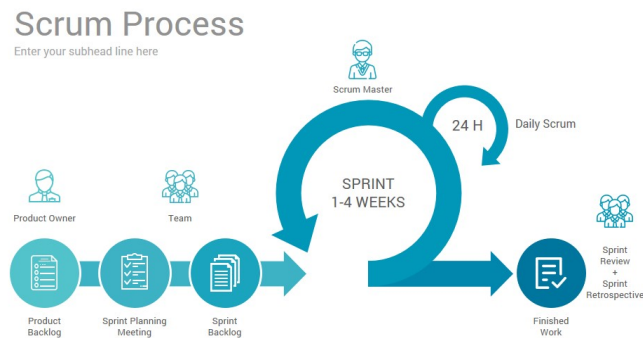 Scrum Process
Enter your subhead line here
Scrum Master
24 H
Daily Scrum
SPRINT
1-4 WEEKS
Product Owner
Team
Product
Backlog
Sprint Planning
Meeting
Sprint
Backlog
Finished
Work
Sprint
Review
+
Sprint
Retrospective